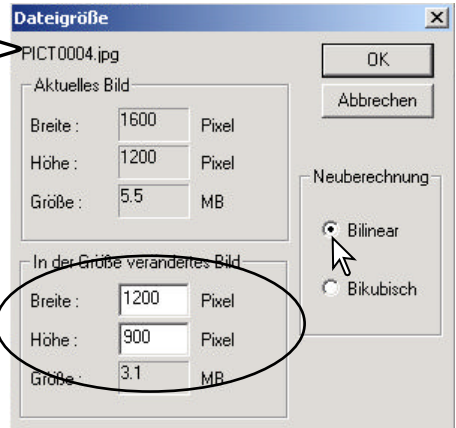 Dateigröße
PICT0004.jpg
OK
Abbrechen
Aktuelles Bild
Breite : 1600 Pixel
Höhe : 1200 Pixel
Größe : 5.5 MB
Neuberechnung
Bilinear
Bikubisch
In der Größe verändertes Bild
Breite : 1200 Pixel
Höhe : 900 Pixel
Größe : 3.1 MB